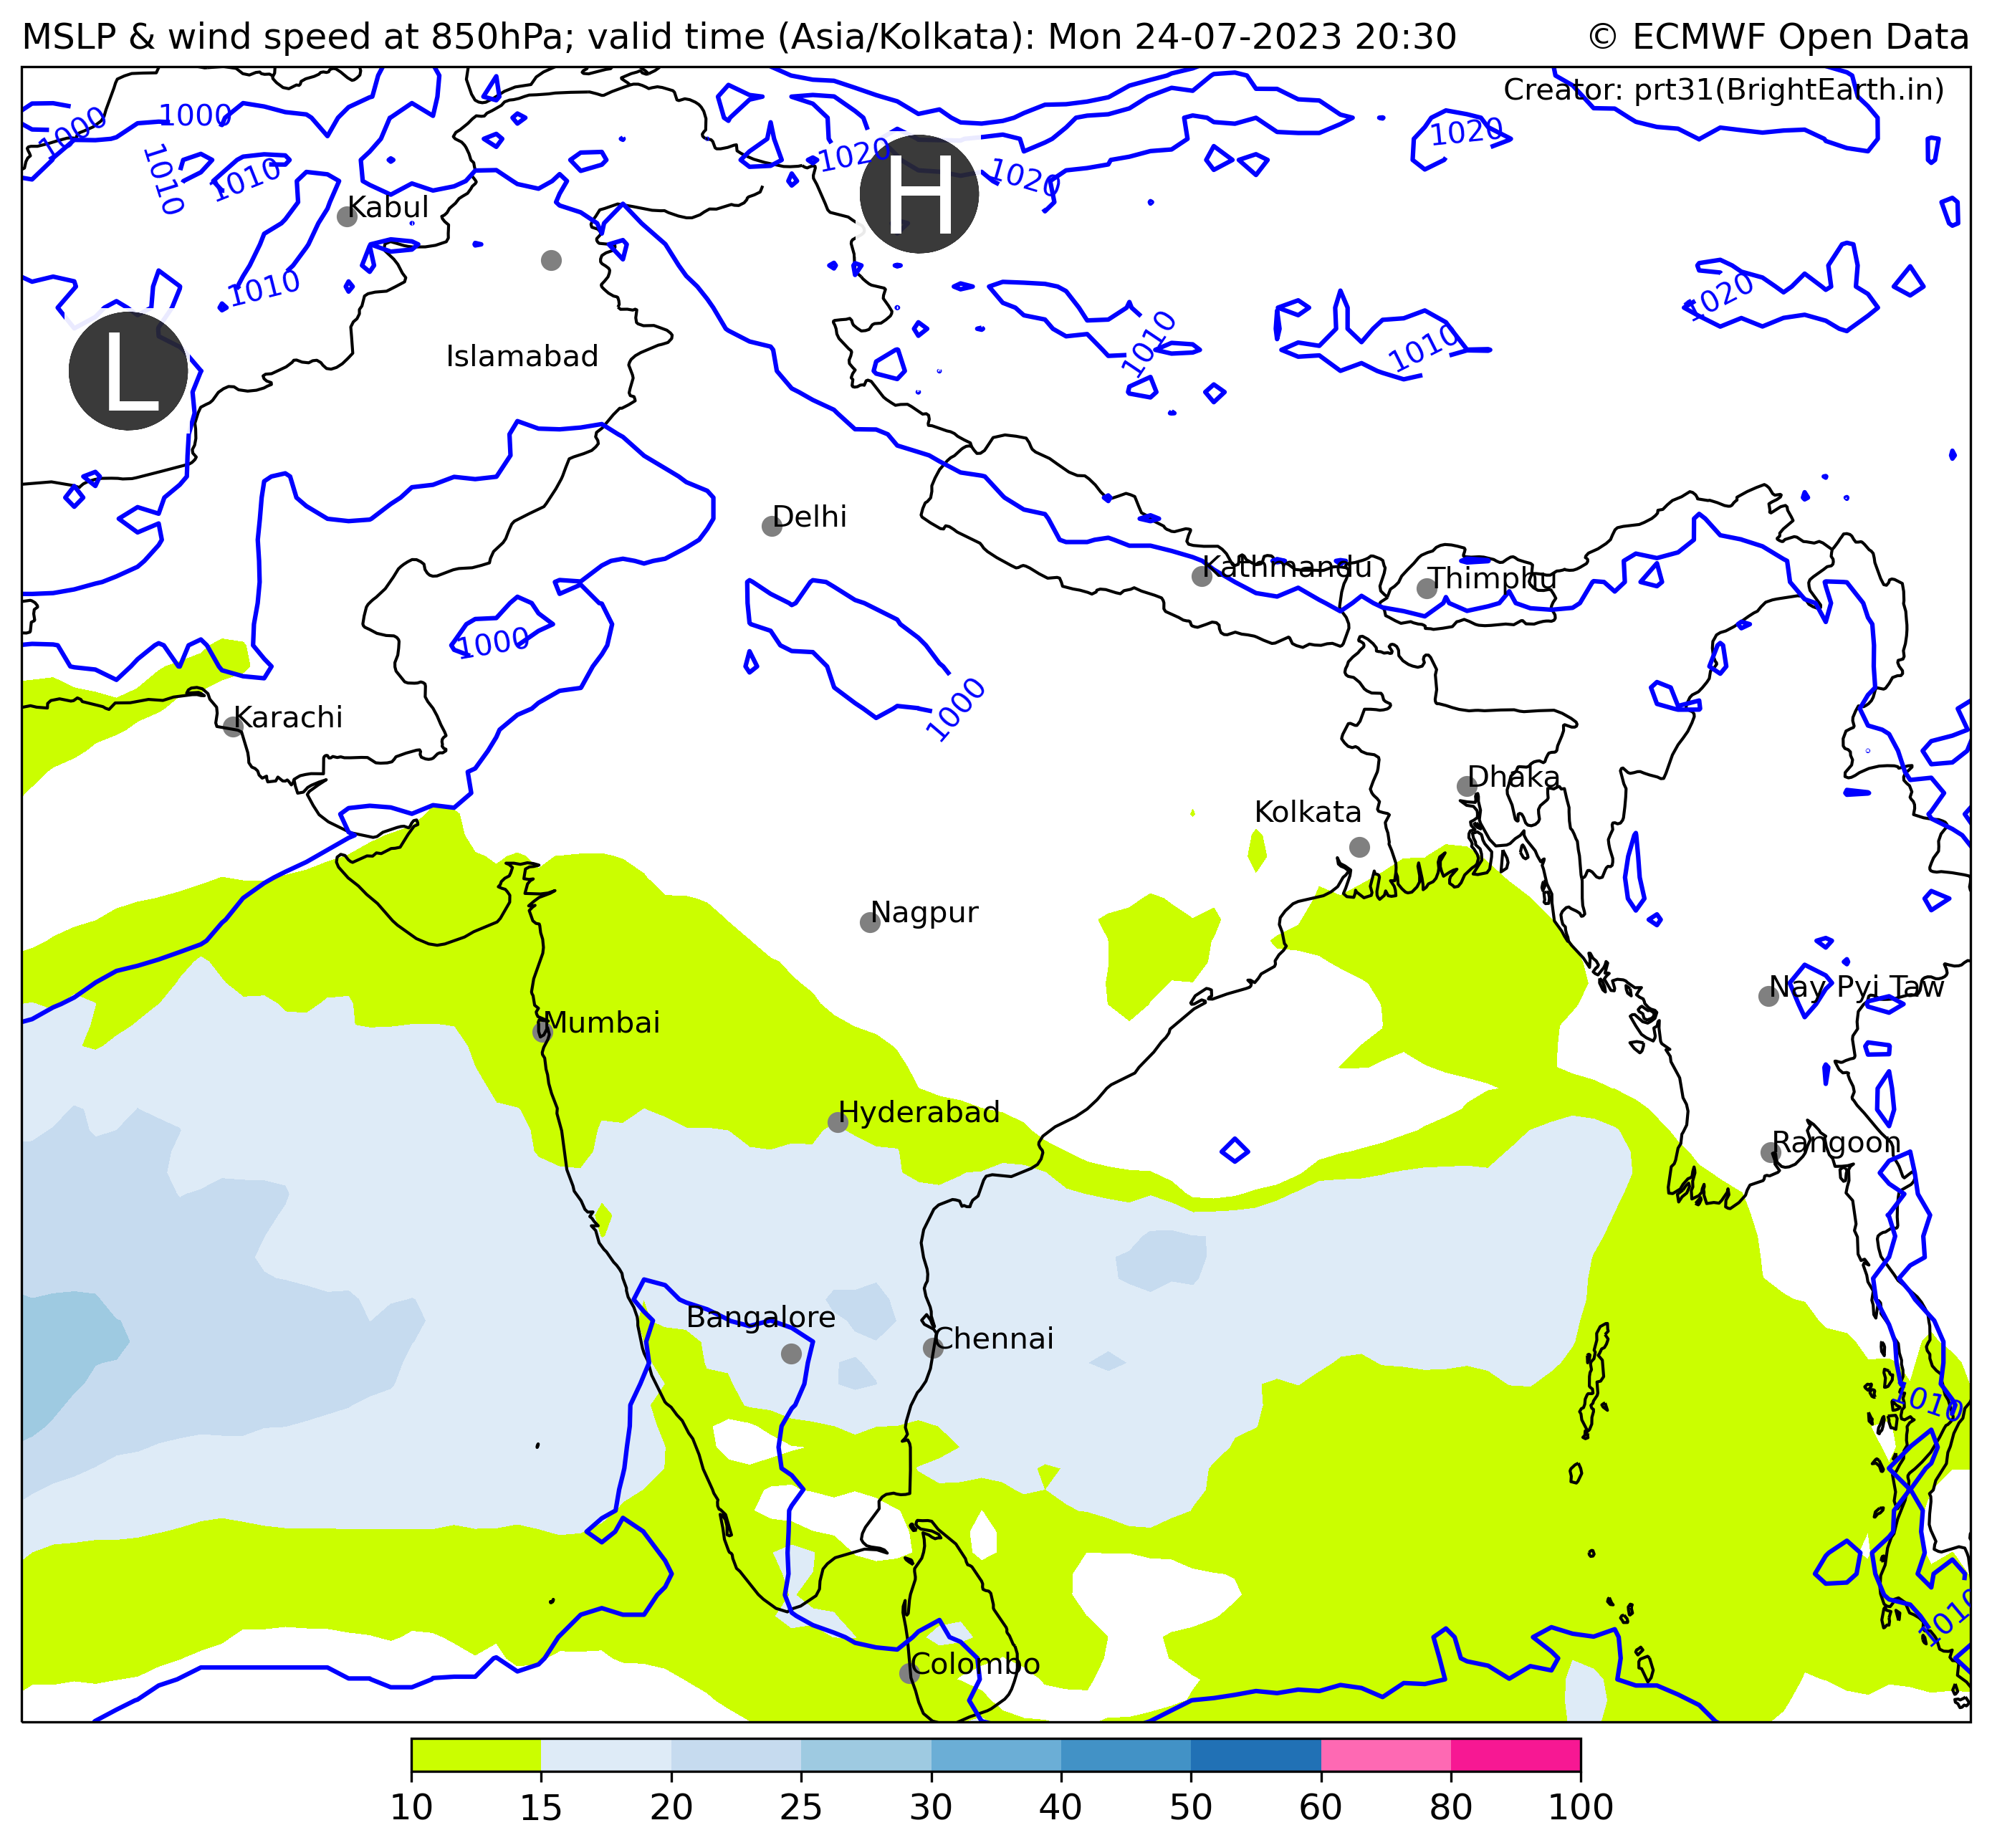 MSLP & wind speed at 850hPa; valid time (Asia/Kolkata): Mon 24-07-2023 20:30
© ECMWF Open Data
Creator: prt31(BrightEarth.in)
1000
1000
1020
1020
1020
H
1010
1010
Kabul
1010
1020
L
1010
1010
Islamabad
Delhi
Kathmandu
Thimphu
1000
1000
Karachi
Dhaka
Kolkata
Nagpur
Nay Pyi Taw
Mumbai
Hyderabad
Rangoon
Bangalore
Chennai
1010
1010
Colombo
10 15 20 25 30 40 50 60 80 100